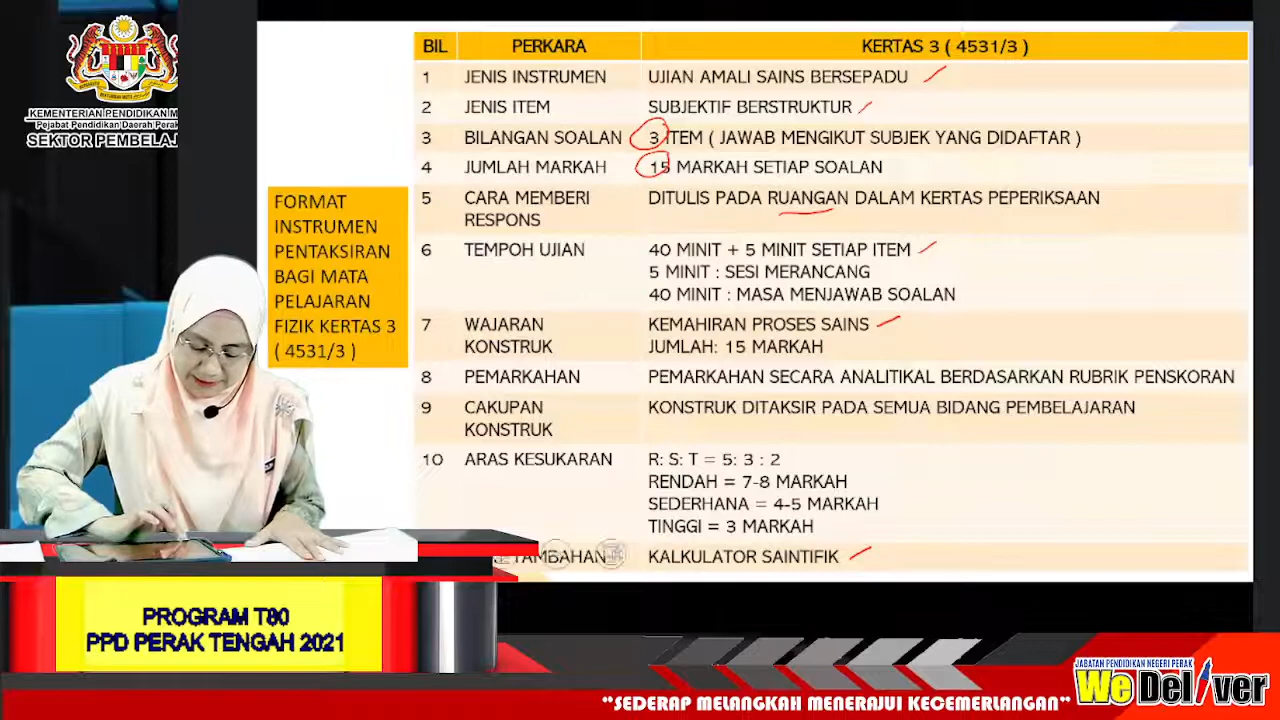 KEMENTERIAN PENDIDIKAN M
Pejabat Pendidikan Daerah Perak
SEKTOR PEMBELAJ
FORMAT
INSTRUMEN
PENTAKSIRAN
BAGI MATA
PELAJARAN
FIZIK KERTAS 3
( 4531/3 )
BIL PERKARA KERTAS 3 ( 4531/3 )
1 JENIS INSTRUMEN UJIAN AMALI SAINS BERSEPADU
2 JENIS ITEM SUBJEKTIF BERSTRUKTUR
3 BILANGAN SOALAN 3 ITEM ( JAWAB MENGIKUT SUBJEK YANG DIDAFTAR )
4 JUMLAH MARKAH 15 MARKAH SETIAP SOALAN
5 CARA MEMBERI DITULIS PADA RUANGAN DALAM KERTAS PEPERIKSAAN
RESPONS
6 TEMPOH UJIAN 40 MINIT + 5 MINIT SETIAP ITEM
5 MINIT : SESI MERANCANG
40 MINIT : MASA MENJAWAB SOALAN
7 WAJARAN KEMAHIRAN PROSES SAINS
KONSTRUK JUMLAH: 15 MARKAH
8 PEMARKAHAN PEMARKAHAN SECARA ANALITIKAL BERDASARKAN RUBRIK PENSKORAN
9 CAKUPAN KONSTRUK DITAKSIR PADA SEMUA BIDANG PEMBELAJARAN
KONSTRUK
10 ARAS KESUKARAN R: S: T = 5: 3 : 2
RENDAH = 7-8 MARKAH
SEDERHANA = 4-5 MARKAH
TINGGI = 3 MARKAH
TAMBAHAN KALKULATOR SAINTIFIK
PROGRAM T80
PPD PERAK TENGAH 2021
"SEDERAP MELANGKAH MENERAJUI KECEMERLANGAN"
JABATAN PENDIDIKAN NEGERI PERAK
We Deliver